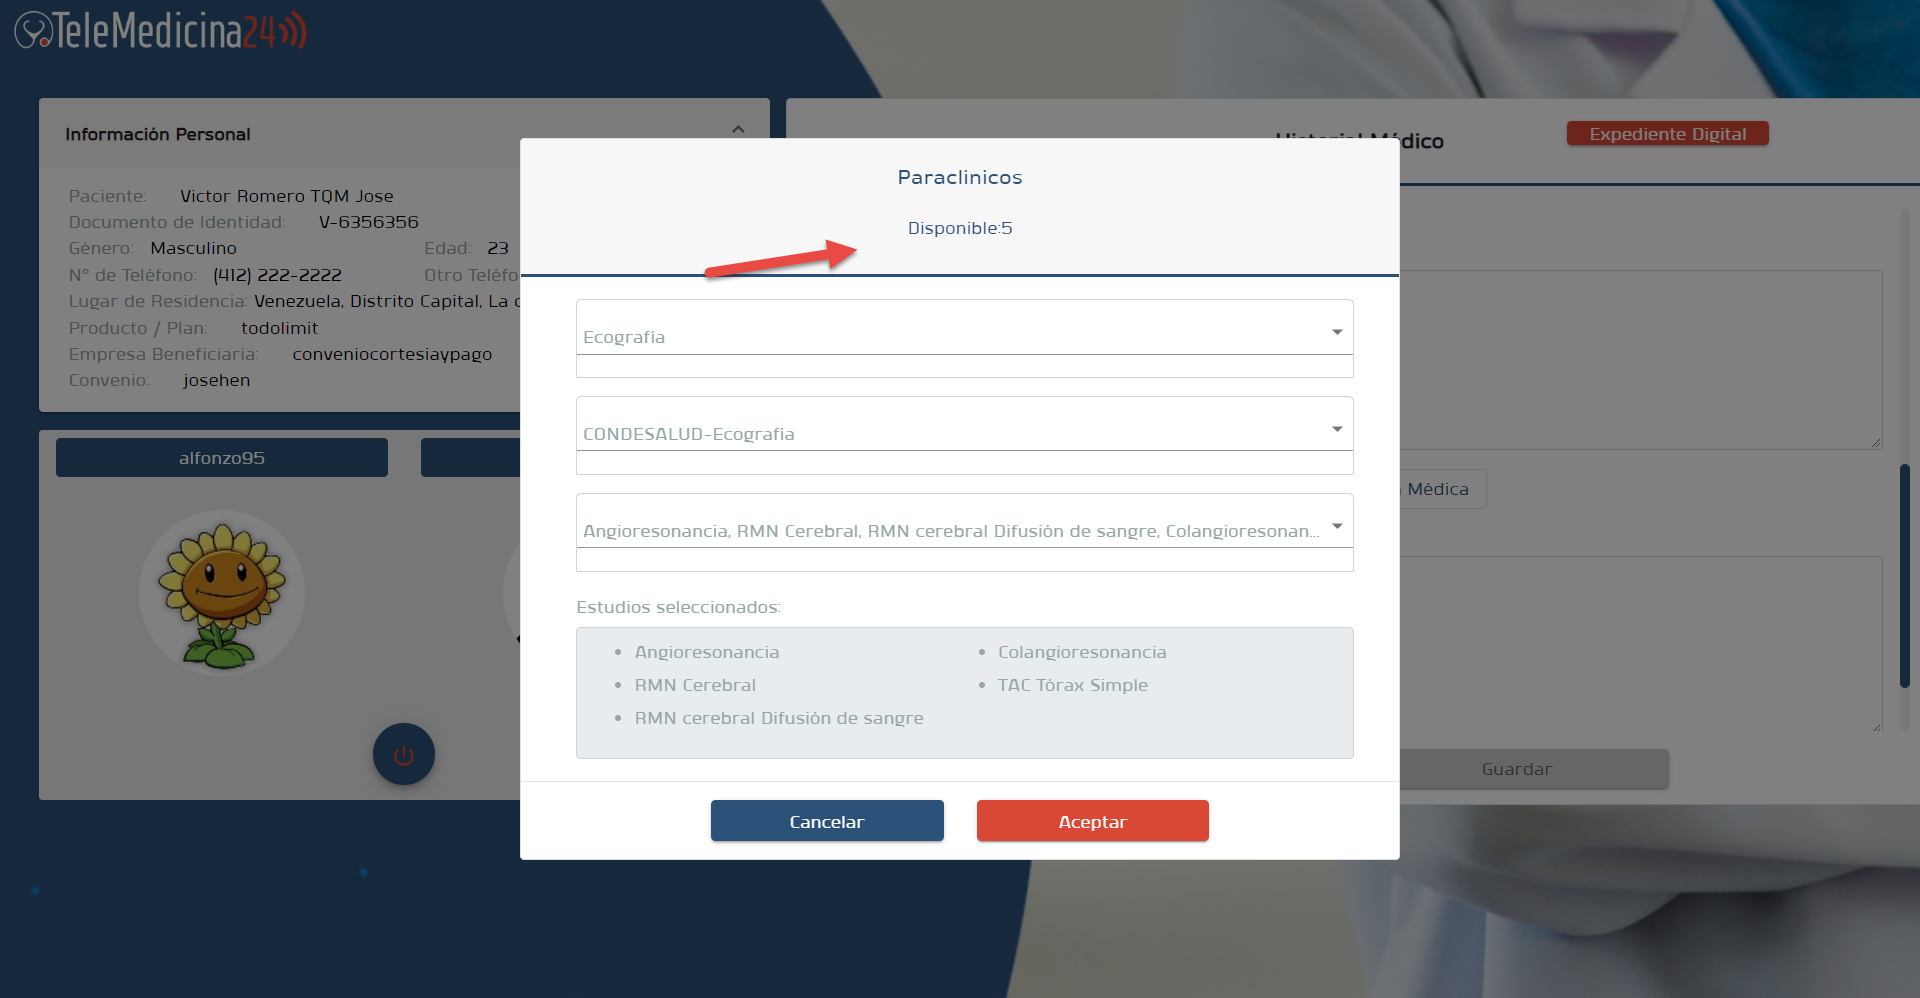 TeleMedicina24
Información Personal
Paciente: Victor Romero TQM Jose
Documento de Identidad: V-6356356
Género: Masculino Edad: 23
N° de Teléfono: (412) 222-2222 Otro Teléfo
Lugar de Residencia: Venezuela, Distrito Capital, La
Producto / Plan: todolimit
Empresa Beneficiaria: conveniocortesiaypago
Convenio: josehen
alfonzo95
Historial Médico
Expediente Digital
Paraclinicos
Disponible:5
Ecografía
CONDESALUD-Ecografia
Angioresonancia, RMN Cerebral, RMN cerebral Difusión de sangre, Colangioresonan...
Estudios seleccionados:
• Angioresonancia
• RMN Cerebral
• RMN cerebral Difusión de sangre
• Colangioresonancia
• TAC Tórax Simple
Cancelar
Aceptar
Médica
Guardar